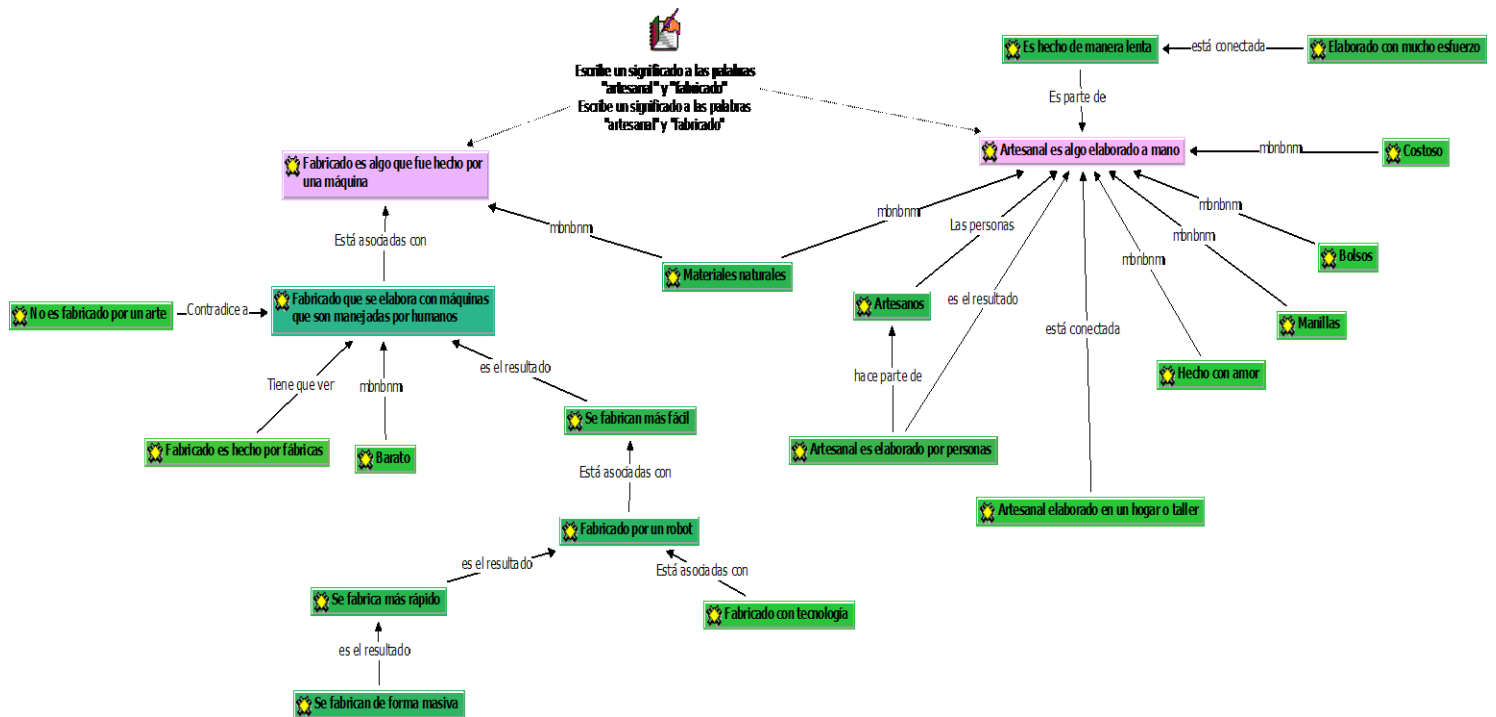 Escribe un significado a las palabras
"artesanal" y "fabricado"
Escribe un significado a las palabras
"artesanal" y "fabricado"
Es hecho de manera lenta
está conectada
Elaborado con mucho esfuerzo
Es parte de
Fabricado es algo que fue hecho por
una máquina
Artesanal es algo elaborado a mano
mbnbnm
Costoso
mbnbnm
mbnbnm
mbnbnm
Las personas
Está asociadas con
mbnbnm
mbnbnm
Bolsos
Materiales naturales
No es fabricado por un arte
Contradice a
Fabricado que se elabora con máquinas
que son manejadas por humanos
Artesanos
es el resultado
Manillas
está conectada
es el resultado
Hecho con amor
hace parte de
Tiene que ver
mbnbnm
Se fabrican más fácil
Fabricado es hecho por fábricas
Barato
Artesanal es elaborado por personas
Está asociadas con
Artesanal elaborado en un hogar o taller
Fabricado por un robot
es el resultado
Está asociadas con
Se fabrica más rápido
Fabricado con tecnología
es el resultado
Se fabrican de forma masiva